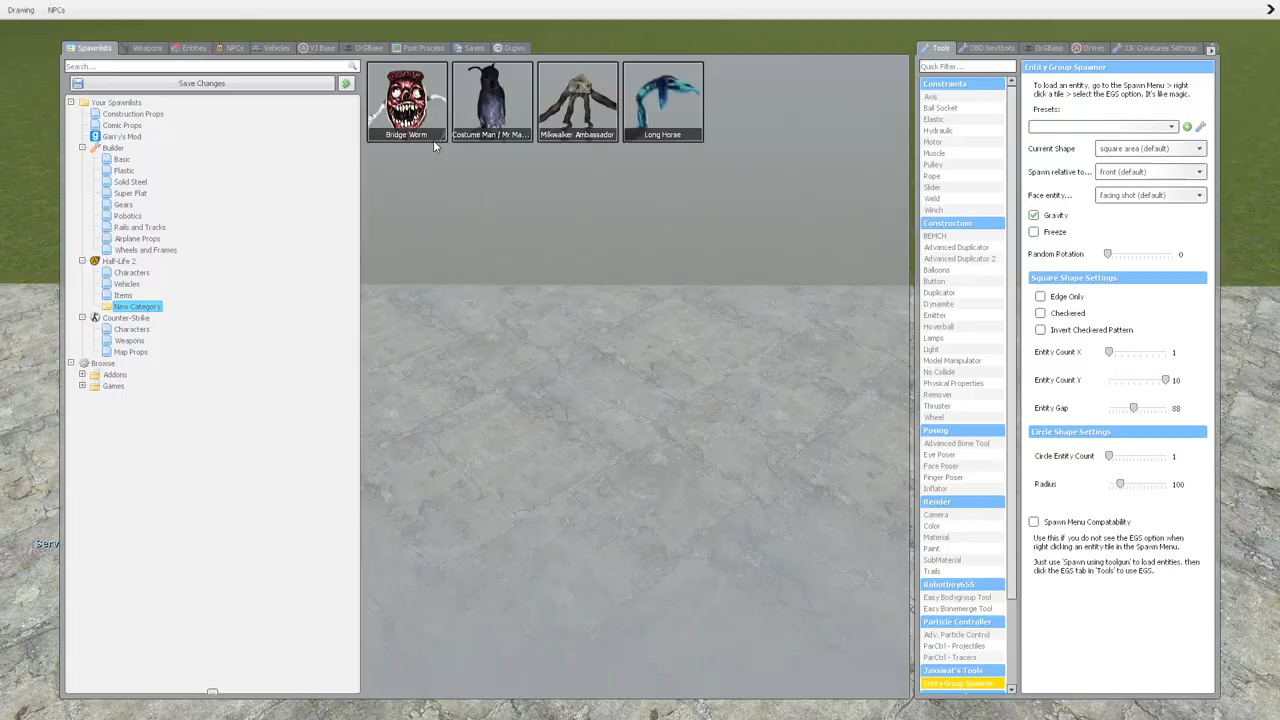 Drawing NPCs
Spawnlists Weapons Entities NPCs Vehicles VJ Base DrGBase Post Process Saves Dupes
Search...
Save Changes
Your Spawnlists
Construction Props
Comic Props
Garry's Mod
Builder
Basic
Plastic
Solid Steel
Super Flat
Gears
Robotics
Rails and Tracks
Airplane Props
Wheels and Frames
Half-Life 2
Characters
Vehicles
Items
New Category
Counter-Strike
Characters
Weapons
Map Props
Browse
Addons
Games
Serv
Bridge Worm
Costume Man / Mr Ma...
Milkwalker Ambassador
Long Horse
Tools DBD Nextbots DrGBase DrVrej JJk Creatures Settings
Quick Filter...
Constraints
Axis
Ball Socket
Elastic
Hydraulic
Motor
Muscle
Pulley
Rope
Slider
Weld
Winch
Construction
BEMCH
Advanced Duplicator
Advanced Duplicator 2
Balloons
Button
Duplicator
Dynamite
Emitter
Hoverball
Lamps
Light
Model Manipulator
No Collide
Physical Properties
Remover
Thruster
Wheel
Posing
Advanced Bone Tool
Eye Poser
Face Poser
Finger Poser
Inflator
Render
Camera
Color
Material
Paint
SubMaterial
Trails
Robotboy655
Easy Bodygroup Tool
Easy Bonemerge Tool
Particle Controller
Adv. Particle Control
ParCtrl - Projectiles
ParCtrl - Tracers
Jaxswat's Tools
Entity Group Spawner
Entity Group Spawner
To load an entity, go to the Spawn Menu > right
click a tile > select the EGS option. It's like magic.
Presets:
Current Shape square area (default)
Spawn relative to... front (default)
Face entity... facing shot (default)
Gravity
Freeze
Random Rotation 0
Square Shape Settings
Edge Only
Checkered
Invert Checkered Pattern
Entity Count X 1
Entity Count Y 10
Entity Gap 88
Circle Shape Settings
Circle Entity Count 1
Radius 100
Spawn Menu Compatability
Use this if you do not see the EGS option when
right clicking an entity tile in the Spawn Menu.
Just use 'Spawn using toolgun' to load entities, then
click the EGS tab in 'Tools' to use EGS.